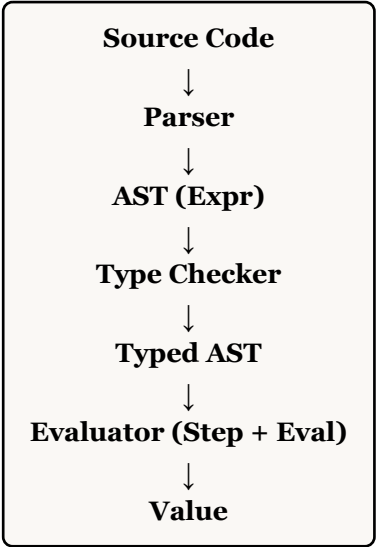 Source Code
↓
Parser
↓
AST (Expr)
↓
Type Checker
↓
Typed AST
↓
Evaluator (Step + Eval)
↓
Value